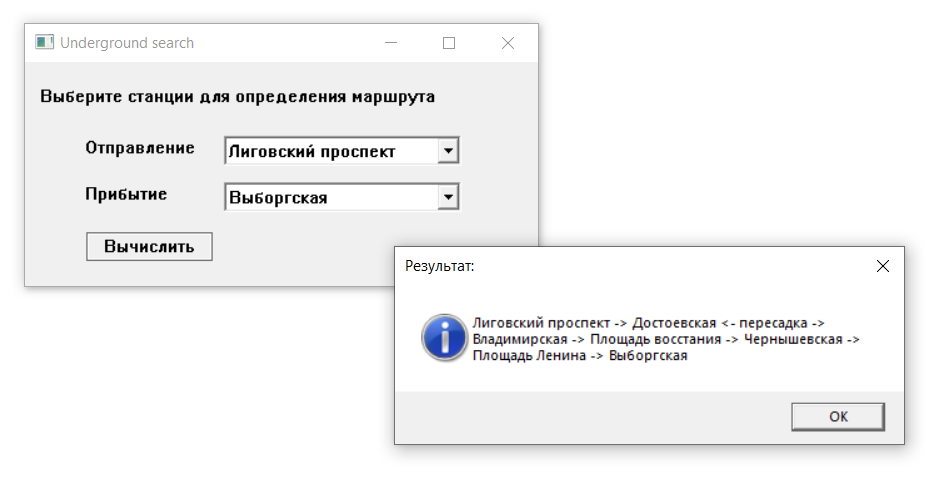 Underground search
Выберите станции для определения маршрута
Отправление
Лиговский проспект
Прибытие
Выборгская
Вычислить
Результат:
Лиговский проспект -> Достоевская <- пересадка ->
Владимирская -> Площадь восстания -> Чернышевская ->
Площадь Ленина -> Выборгская
OK